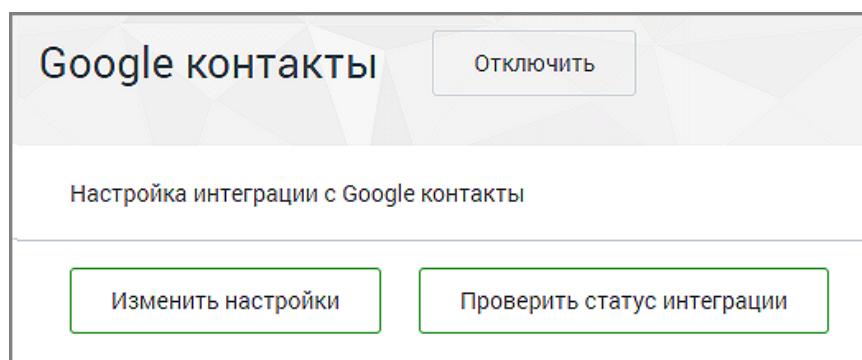 Google контакты
Отключить
Настройка интеграции с Google контакты
Изменить настройки
Проверить статус интеграции